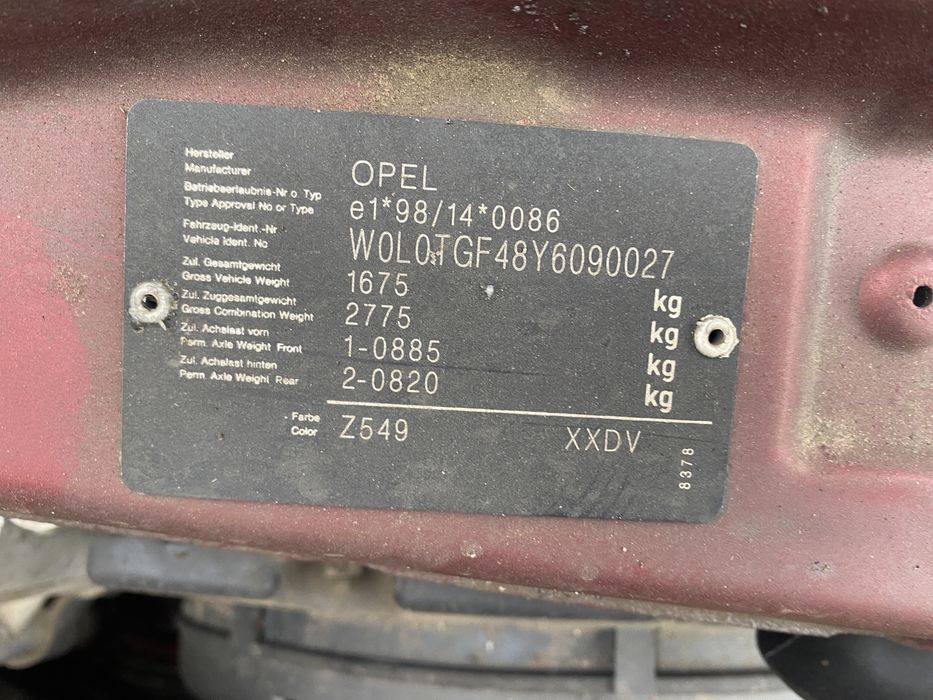 Hersteller
Manufacturer OPEL
Betriebserlaubnis-Nr o Typ
Type Approval No or Type e1*98/14*0086
Fahrzeug-Ident.-Nr
Vehicle Ident. No W0L0TGF48Y6090027
Zul. Gesamtgewicht
Gross Vehicle Weight 1675 kg
Zul. Zuggesamtgewicht
Gross Combination Weight 2775 kg
Zul. Achslast vorn
Perm. Axle Weight Front 1-0885 kg
Zul. Achslast hinten
Perm. Axle Weight Rear 2-0820 kg
Farbe
Color Z549 XXDV
8378